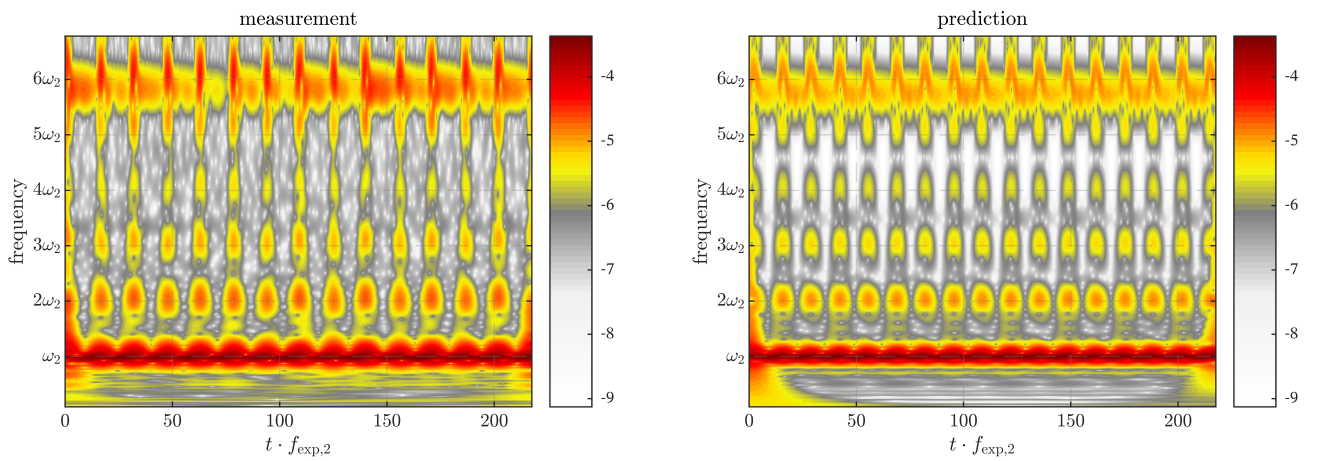 measurement
6ω₂
5ω₂
4ω₂
3ω₂
2ω₂
ω₂
frequency
0 50 100 150 200
t · f_exp,2
-4
-5
-6
-7
-8
-9
prediction
6ω₂
5ω₂
4ω₂
3ω₂
2ω₂
ω₂
frequency
0 50 100 150 200
t · f_exp,2
-4
-5
-6
-7
-8
-9